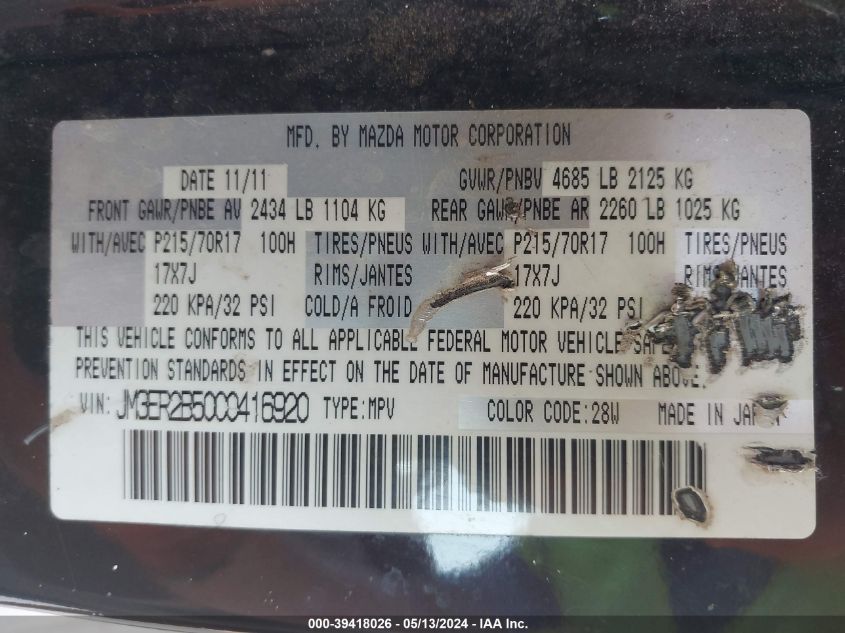 MFD. BY MAZDA MOTOR CORPORATION
DATE 11/11 GVWR/PNBV 4685 LB 2125 KG
FRONT GAWR/PNBE AV 2434 LB 1104 KG REAR GAWR/PNBE AR 2260 LB 1025 KG
WITH/AVEC P215/70R17 100H TIRES/PNEUS WITH/AVEC P215/70R17 100H TIRES/PNEUS
17X7J RIMS/JANTES 17X7J RIMS/JANTES
220 KPA/32 PSI COLD/A FROID 220 KPA/32 PSI
THIS VEHICLE CONFORMS TO ALL APPLICABLE FEDERAL MOTOR VEHICLE
PREVENTION STANDARDS IN EFFECT ON THE DATE OF MANUFACTURE SHOWN ABOVE.
VIN: JM3ER2B50C0416920 TYPE:MPV COLOR CODE:28W MADE IN JAPAN
000-39418026 - 05/13/2024 - IAA Inc.